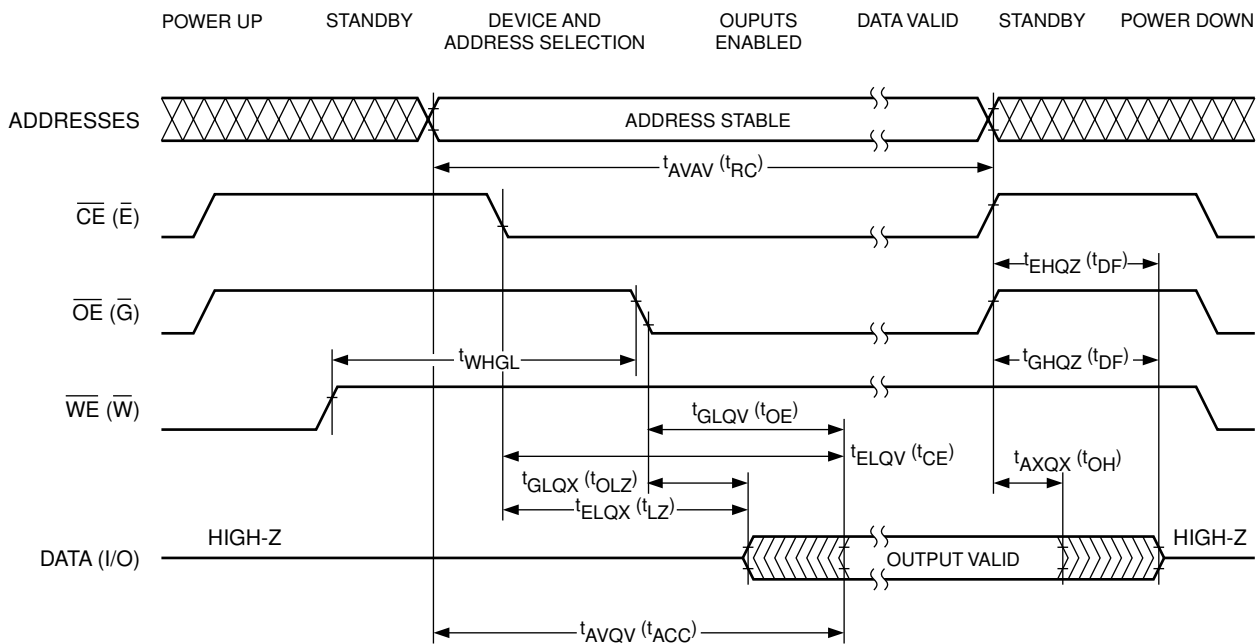 POWER UP
STANDBY
DEVICE AND
ADDRESS SELECTION
OUPUTS
ENABLED
DATA VALID
STANDBY
POWER DOWN
ADDRESSES
ADDRESS STABLE
tAVAV (tRC)
CE (E)
tEHQZ (tDF)
OE (G)
tWHGL
tGHQZ (tDF)
WE (W)
tGLQV (tOE)
tELQV (tCE)
tAXQX (tOH)
tGLQX (tOLZ)
tELQX (tLZ)
HIGH-Z
HIGH-Z
DATA (I/O)
OUTPUT VALID
tAVQV (tACC)